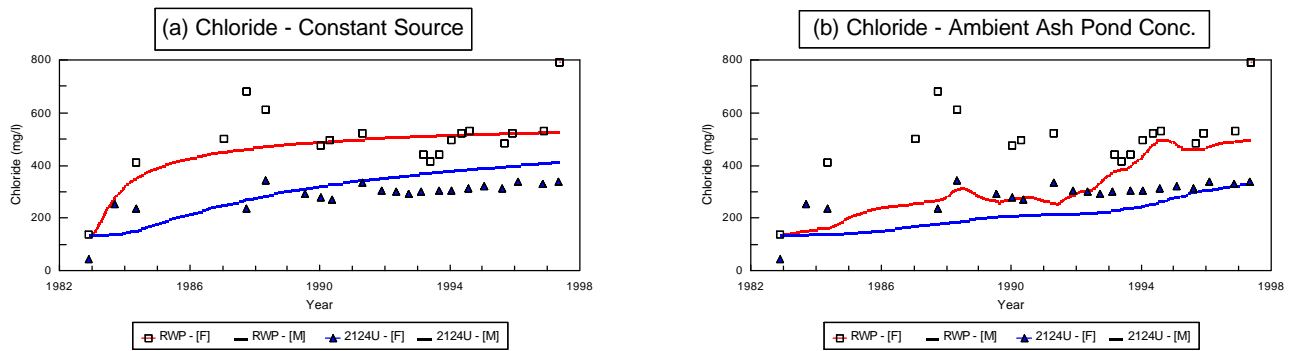 (a) Chloride - Constant Source
800
600
400
200
0
Chloride (mg/l)
1982 1986 1990 1994 1998
Year
RWP - [F] RWP - [M] 2124U - [F] 2124U - [M]
(b) Chloride - Ambient Ash Pond Conc.
800
600
400
200
0
Chloride (mg/l)
1982 1986 1990 1994 1998
Year
RWP - [F] RWP - [M] 2124U - [F] 2124U - [M]